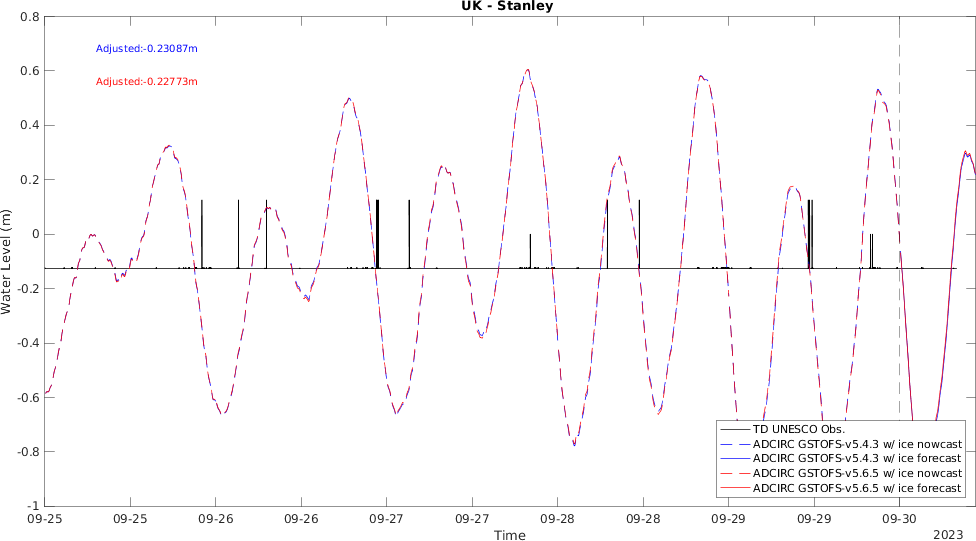 UK - Stanley
0.8
0.6
0.4
0.2
0
-0.2
-0.4
-0.6
-0.8
-1
Water Level (m)
Adjusted:-0.23087m
Adjusted:-0.22773m
TD UNESCO Obs.
ADCIRC GSTOFS-v5.4.3 w/ ice nowcast
ADCIRC GSTOFS-v5.4.3 w/ ice forecast
ADCIRC GSTOFS-v5.6.5 w/ ice nowcast
ADCIRC GSTOFS-v5.6.5 w/ ice forecast
09-25 09-25 09-26 09-26 09-27 09-27 09-28 09-28 09-29 09-29 09-30
Time
2023